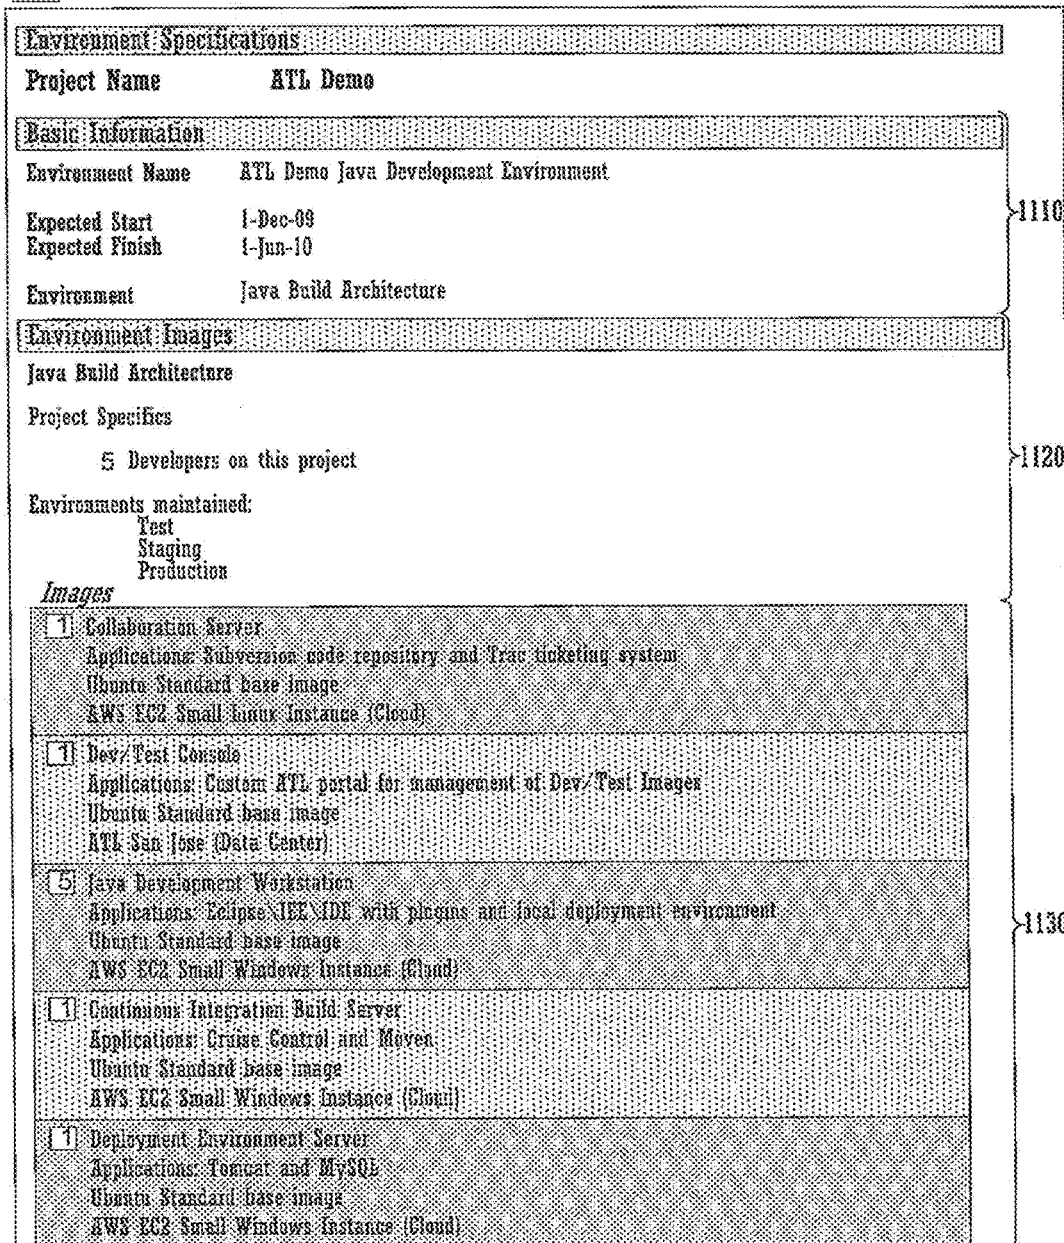 Environment Specifications
Project Name ATL Demo
Basic Information
Environment Name ATL Demo Java Development Environment
Expected Start 1-Dec-09
Expected Finish 1-Jun-10
1110
Environment Java Build Architecture
Environment Images
Java Build Architecture
Project Specifics
5 Developers on this project
1120
Environments maintained:
Test
Staging
Production
Images
1 Collaboration Server
Applications: Subversion code repository and Trac ticketing system
Ubuntu Standard base image
AWS EC2 Small Linux Instance (Cloud)
1 Dev/Test Console
Applications: Custom ATL portal for management of Dev/Test Images
Ubuntu Standard base image
ATL San Jose (Data Center)
5 Java Development Workstation
Applications: Eclipse\IEE\IDE with plugins and local deployment environment
Ubuntu Standard base image
1130
AWS EC2 Small Windows Instance (Cloud)
1 Continuous Integration Build Server
Applications: Cruise Control and Moven
Ubuntu Standard base image
AWS EC2 Small Windows Instance (Cloud)
1 Deployment Environment Server
Applications: Tomcat and MySQL
Ubuntu Standard base image
AWS EC2 Small Windows Instance (Cloud)